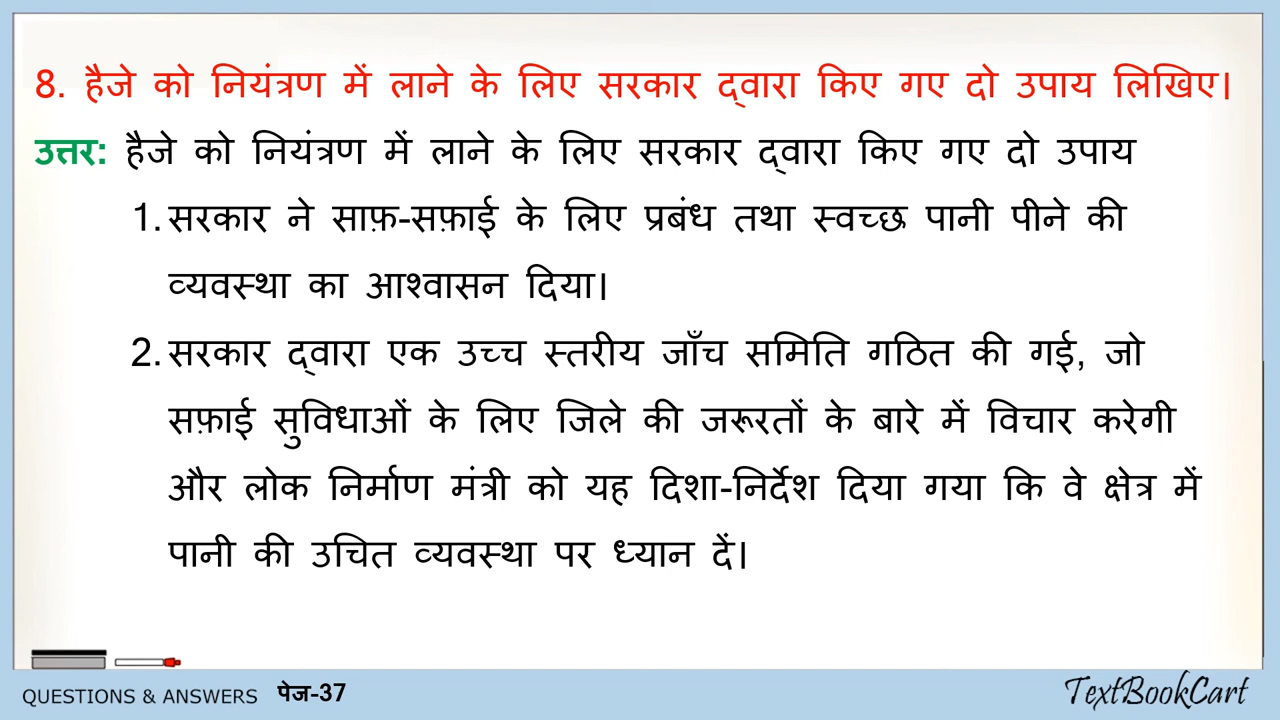 8. हैजे को नियंत्रण में लाने के लिए सरकार द्वारा किए गए दो उपाय लिखिए।
उत्तर: हैजे को नियंत्रण में लाने के लिए सरकार द्वारा किए गए दो उपाय
1. सरकार ने साफ़-सफ़ाई के लिए प्रबंध तथा स्वच्छ पानी पीने की
व्यवस्था का आश्वासन दिया।
2. सरकार द्वारा एक उच्च स्तरीय जाँच समिति गठित की गई, जो
सफ़ाई सुविधाओं के लिए जिले की जरूरतों के बारे में विचार करेगी
और लोक निर्माण मंत्री को यह दिशा-निर्देश दिया गया कि वे क्षेत्र में
पानी की उचित व्यवस्था पर ध्यान दें।
QUESTIONS & ANSWERS पेज-37
TextBookCart